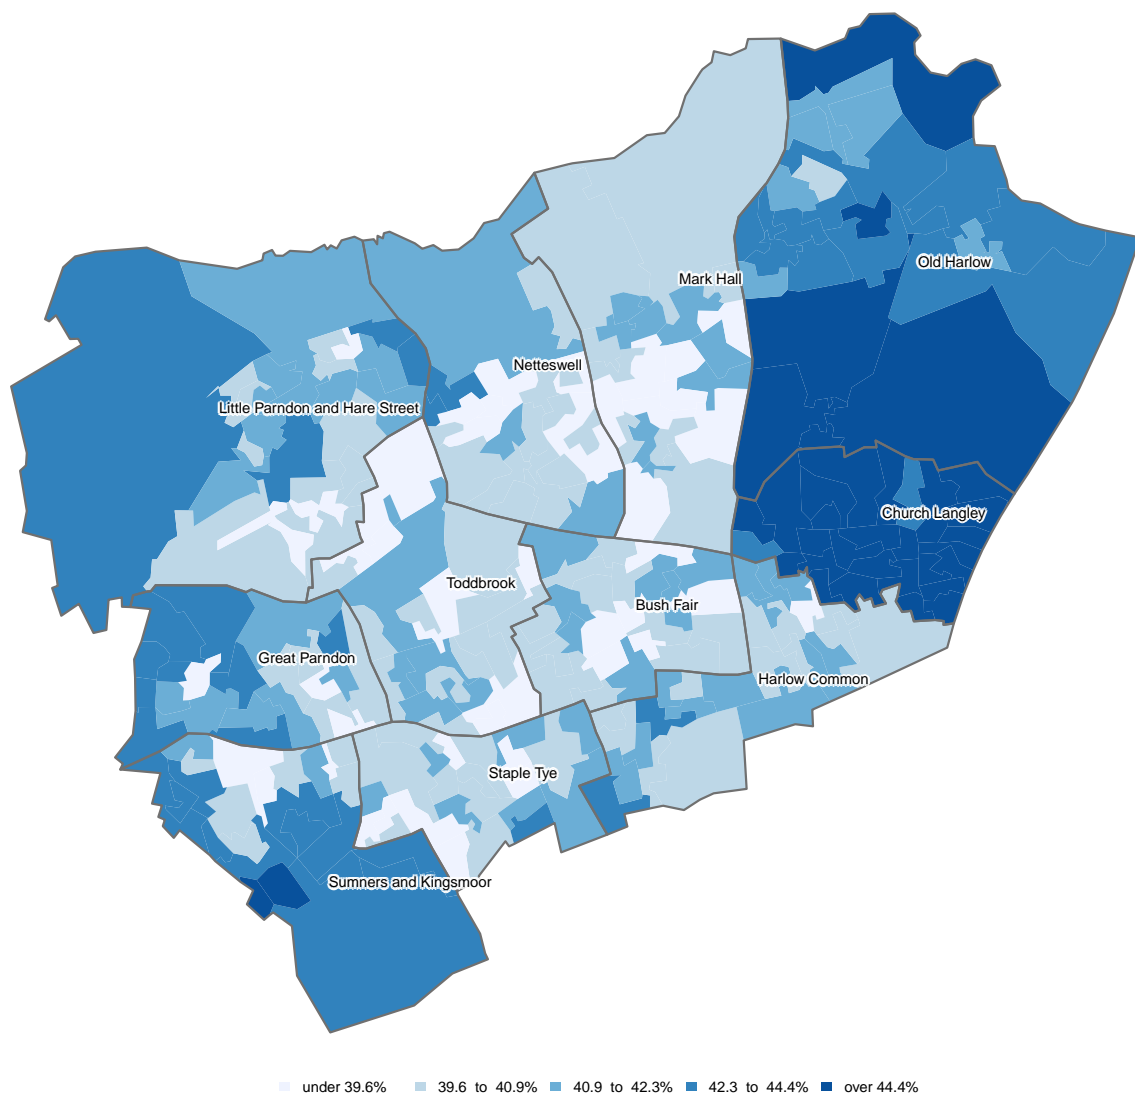 Old Harlow
Mark Hall
Netteswell
Little Parndon and Hare Street
Church Langley
Toddbrook
Bush Fair
Great Parndon
Harlow Common
Staple Tye
Sumners and Kingsmoor
under 39.6% 39.6 to 40.9% 40.9 to 42.3% 42.3 to 44.4% over 44.4%